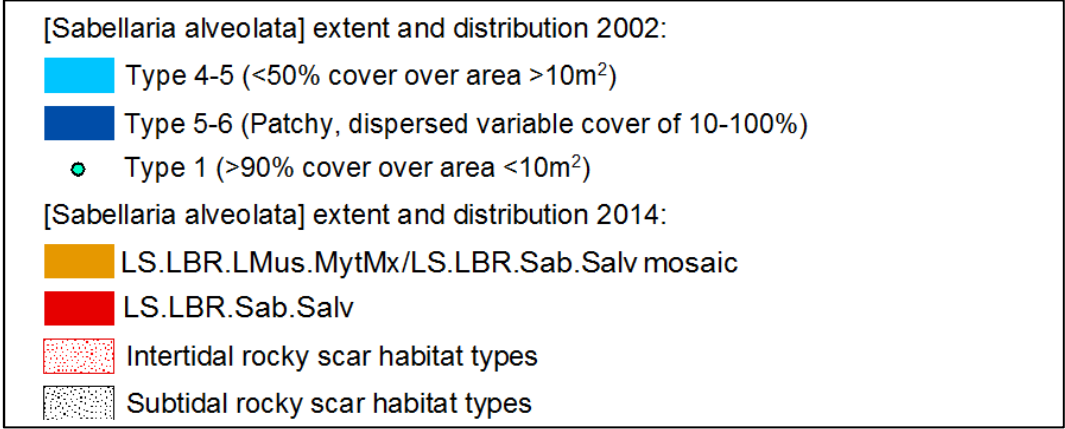 [Sabellaria alveolata] extent and distribution 2002:
Type 4-5 (<50% cover over area >10m²)
Type 5-6 (Patchy, dispersed variable cover of 10-100%)
Type 1 (>90% cover over area <10m²)
[Sabellaria alveolata] extent and distribution 2014:
LS.LBR.LMus.MytMx/LS.LBR.Sab.Salv mosaic
LS.LBR.Sab.Salv
Intertidal rocky scar habitat types
Subtidal rocky scar habitat types